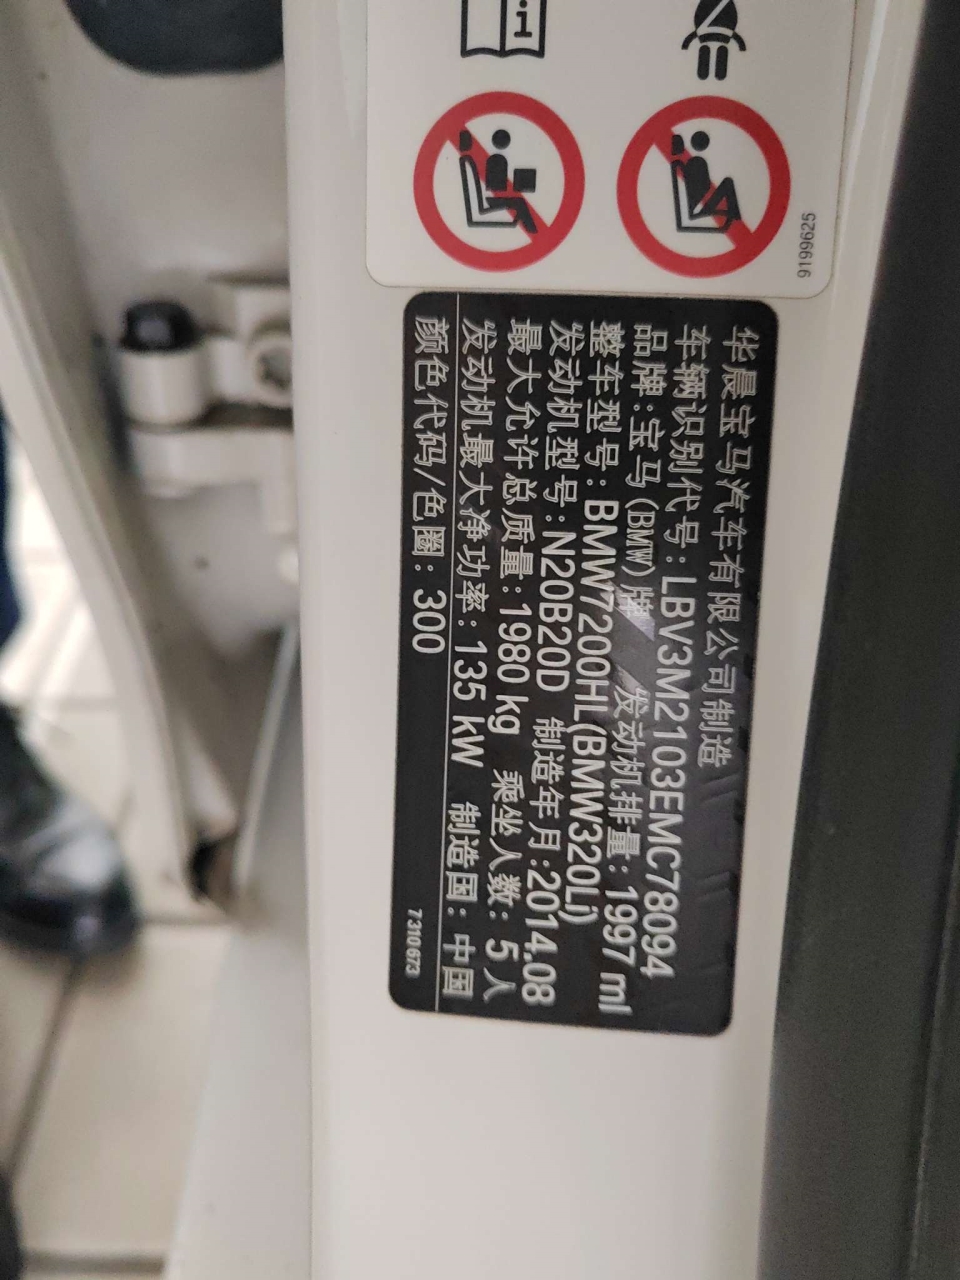 i
9199625
华晨宝马汽车有限公司制造
车辆识别代号:LBV3M2103EMC78094
品牌:宝马(BMW)牌 发动机排量:1997 ml
整车型号:BMW7200HL(BMW320Li)
发动机型号:N20B20D 制造年月:2014.08
最大允许总质量:1980 kg 乘坐人数:5 人
发动机最大净功率:135 kW 制造国:中国
颜色代码/色圈:300
7310673